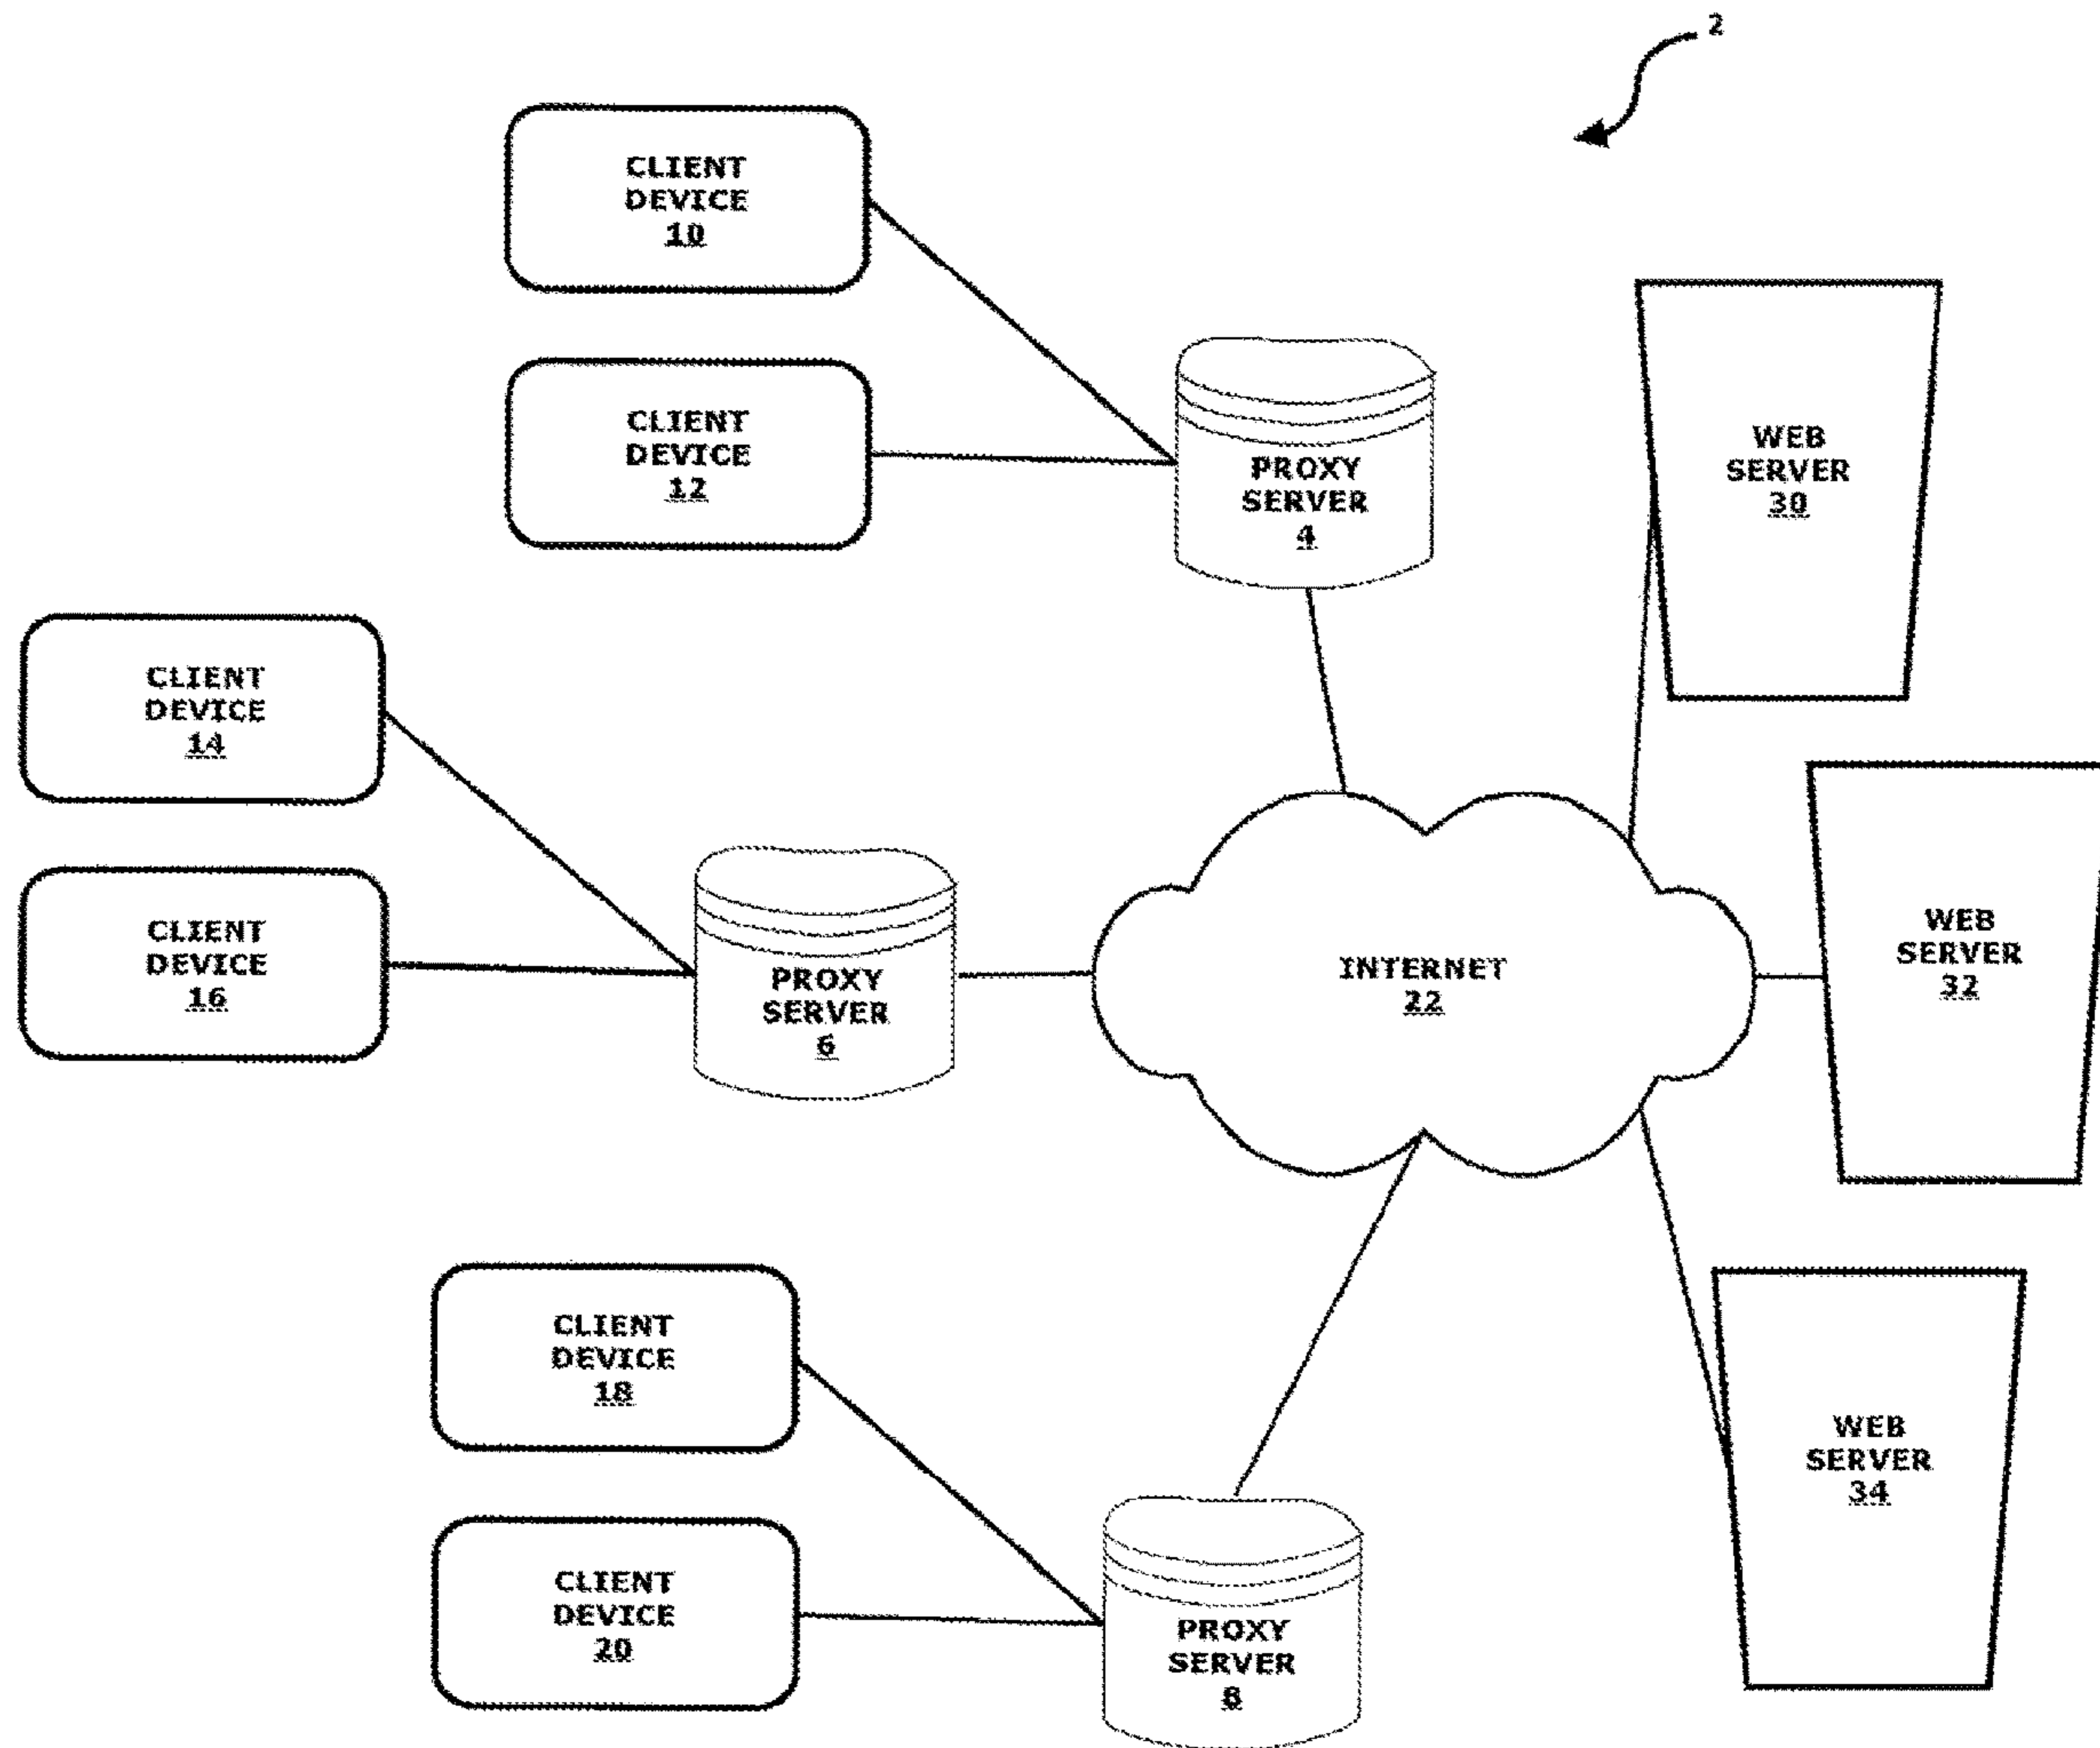 2
CLIENT
DEVICE
10
CLIENT
DEVICE
12
PROXY
SERVER
4
WEB
SERVER
30
CLIENT
DEVICE
14
CLIENT
DEVICE
16
PROXY
SERVER
6
INTERNET
22
WEB
SERVER
32
CLIENT
DEVICE
18
CLIENT
DEVICE
20
PROXY
SERVER
8
WEB
SERVER
34